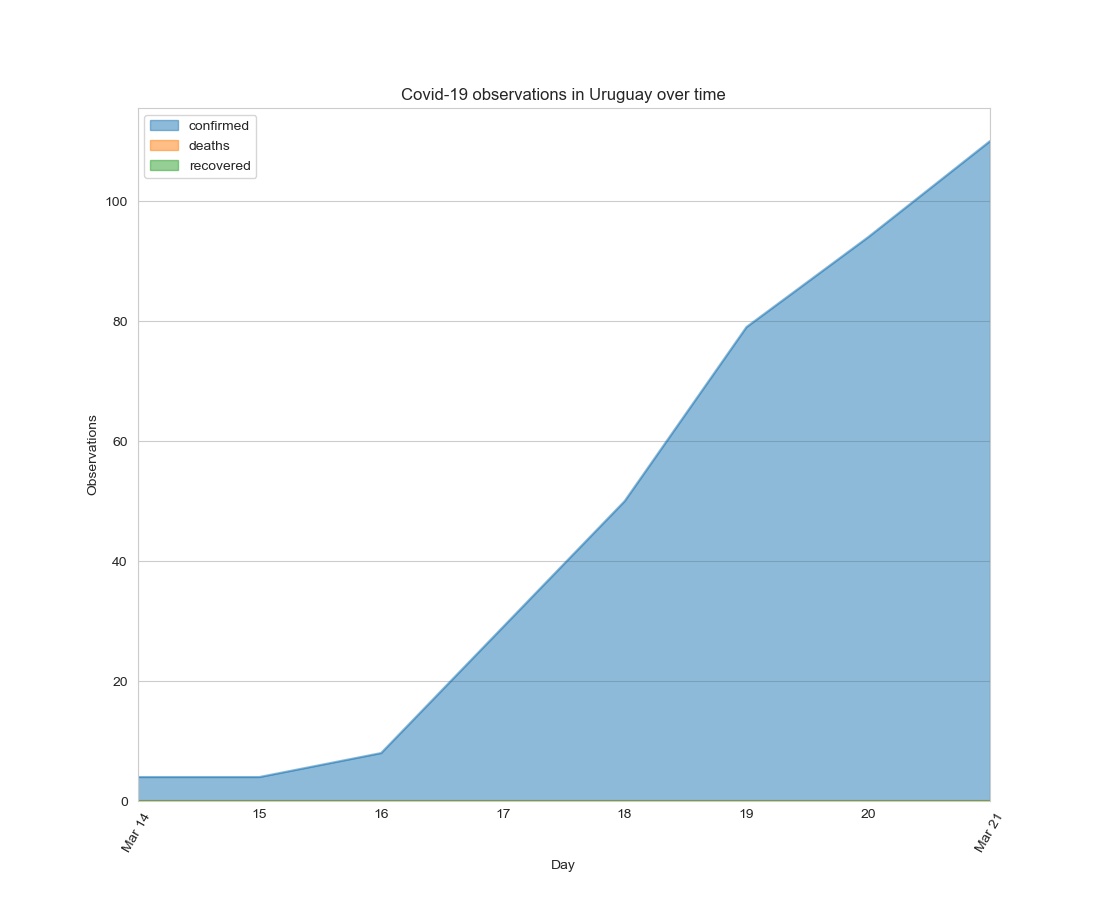 Covid-19 observations in Uruguay over time
confirmed
deaths
recovered
100
80
60
40
20
0
Observations
Mar 14
15
16
17
18
19
20
Mar 21
Day